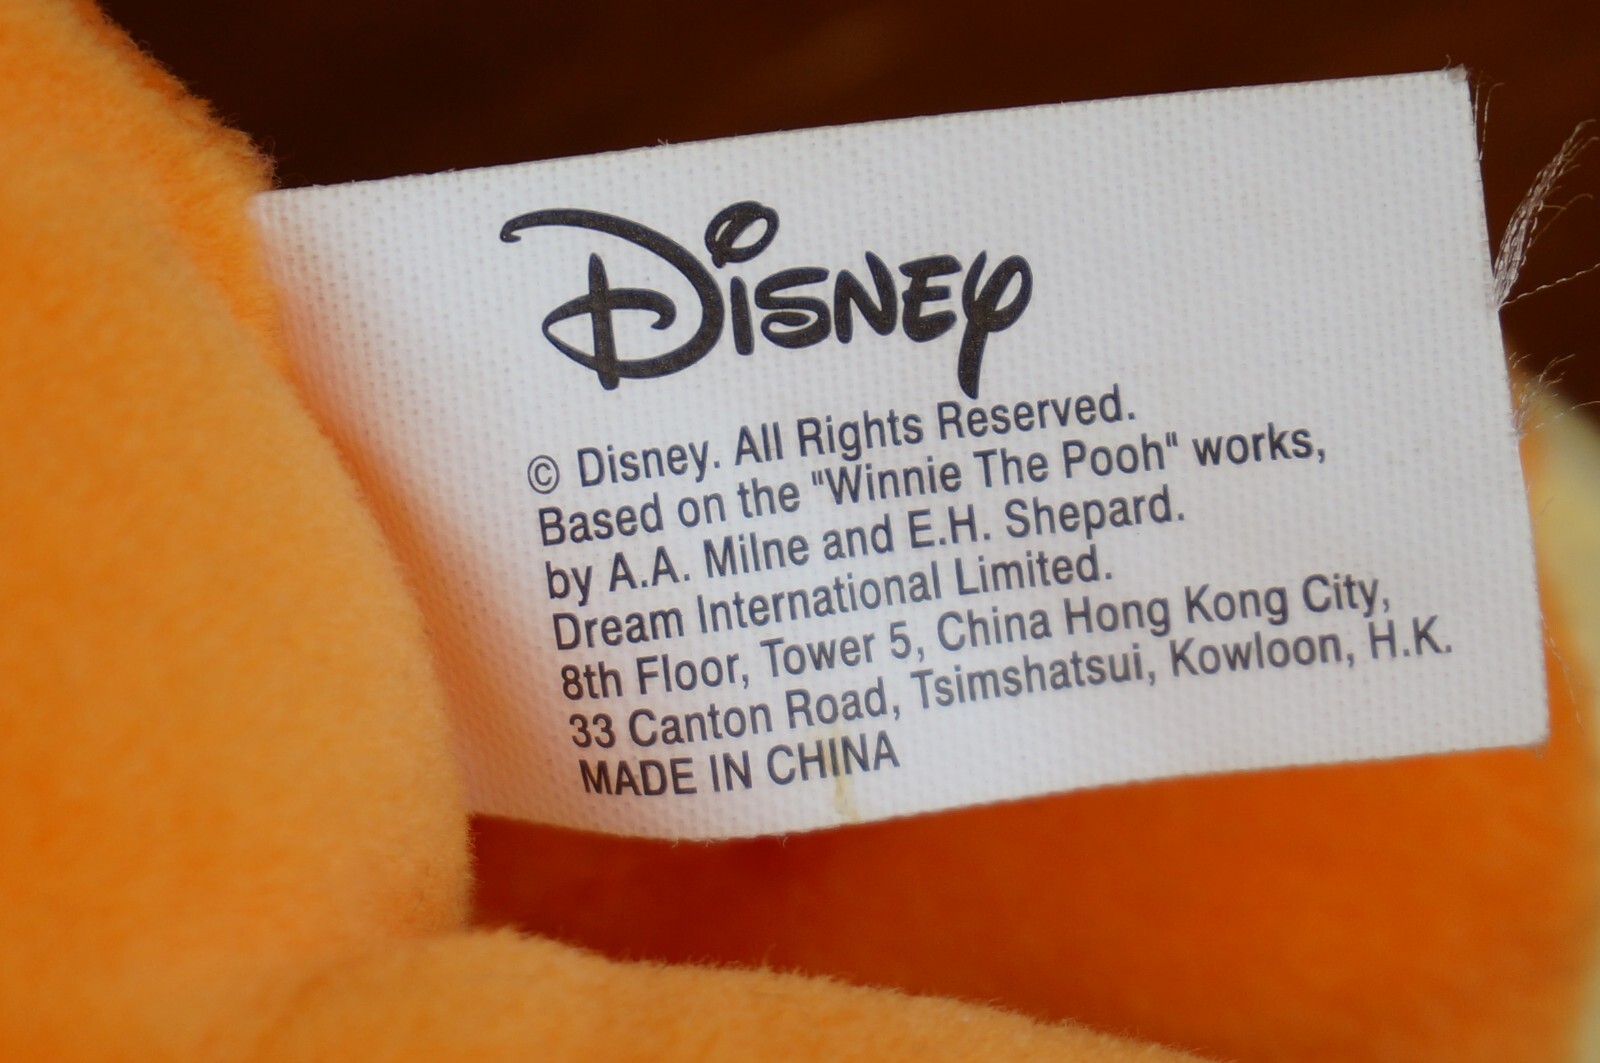 Disney
© Disney. All Rights Reserved.
Based on the "Winnie The Pooh" works,
by A.A. Milne and E.H. Shepard.
Dream International Limited.
8th Floor, Tower 5, China Hong Kong City,
33 Canton Road, Tsimshatsui, Kowloon, H.K.
MADE IN CHINA